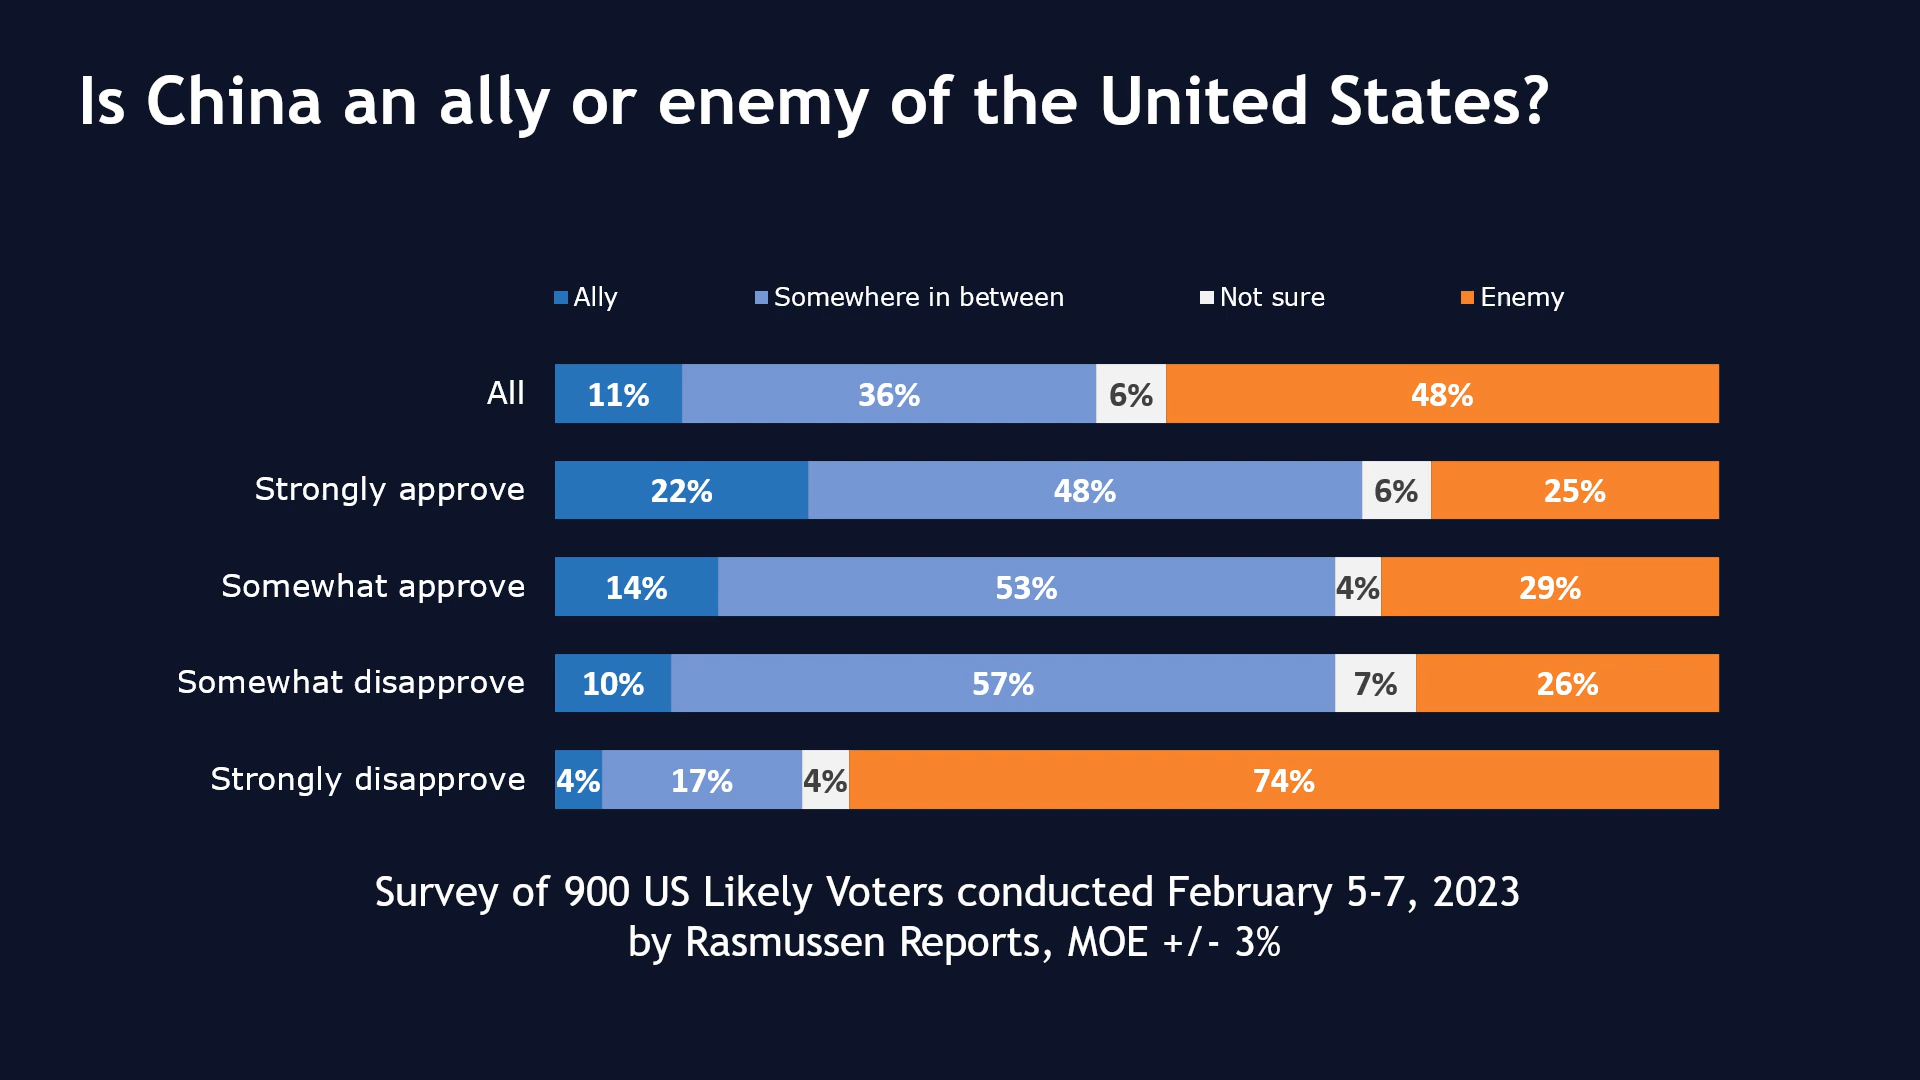 Is China an ally or enemy of the United States?
Ally Somewhere in between Not sure Enemy
All 11% 36% 6% 48%
Strongly approve 22% 48% 6% 25%
Somewhat approve 14% 53% 4% 29%
Somewhat disapprove 10% 57% 7% 26%
Strongly disapprove 4% 17% 4% 74%
Survey of 900 US Likely Voters conducted February 5-7, 2023
by Rasmussen Reports, MOE +/- 3%